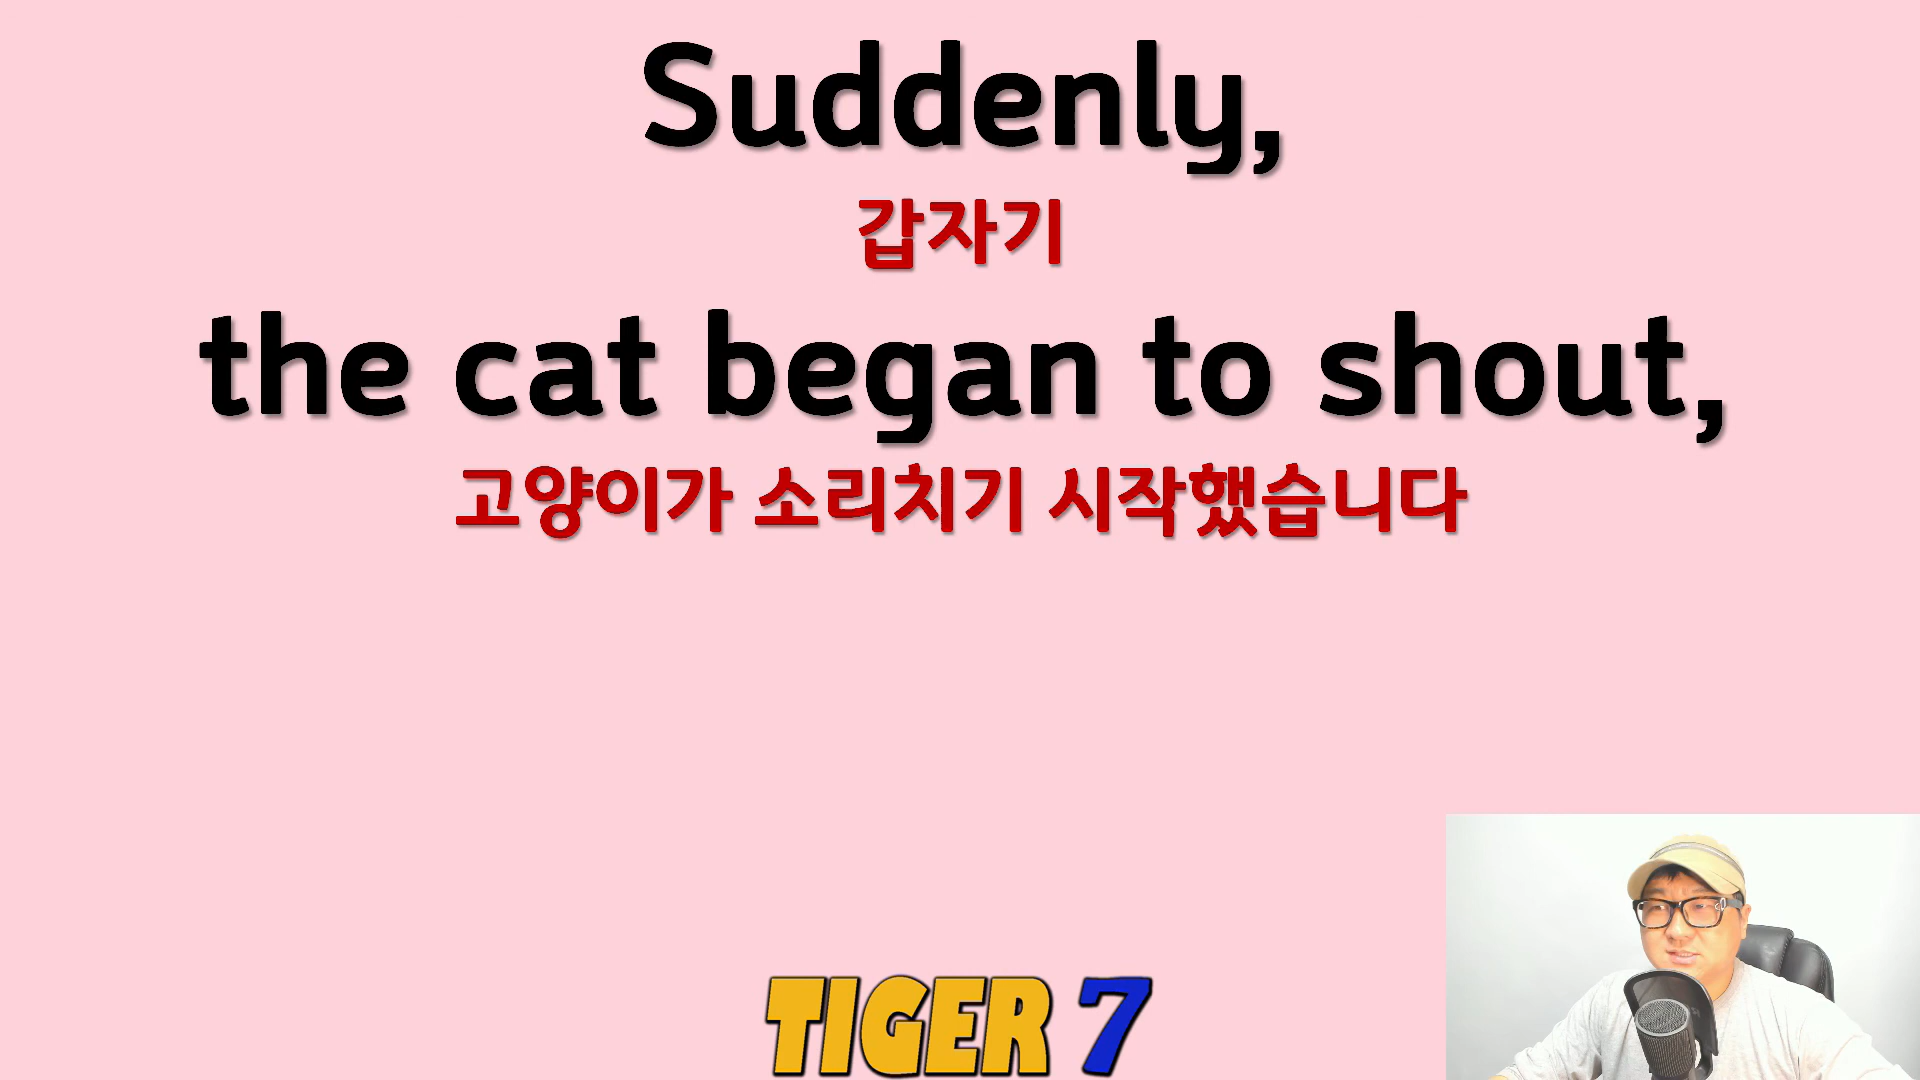 Suddenly,
갑자기
the cat began to shout,
고양이가 소리치기 시작했습니다
TIGER 7